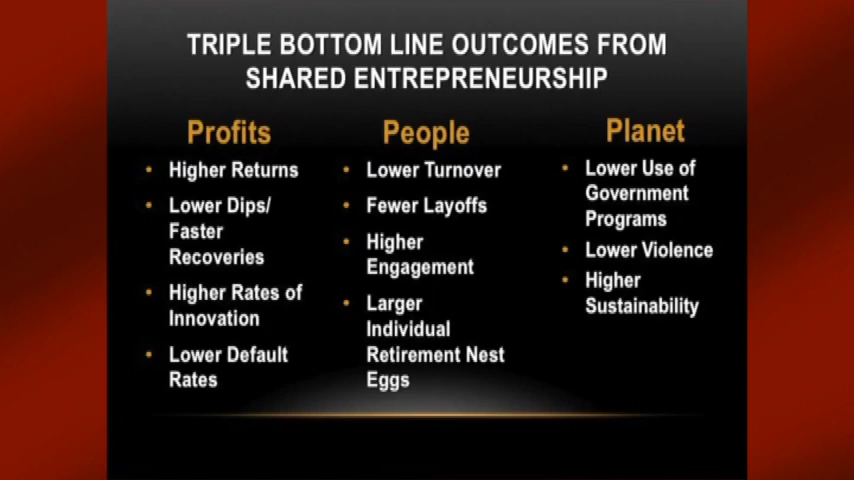 TRIPLE BOTTOM LINE OUTCOMES FROM
SHARED ENTREPRENEURSHIP
Profits
• Higher Returns
• Lower Dips/
Faster
Recoveries
• Higher Rates of
Innovation
• Lower Default
Rates
People
• Lower Turnover
• Fewer Layoffs
• Higher
Engagement
• Larger
Individual
Retirement Nest
Eggs
Planet
• Lower Use of
Government
Programs
• Lower Violence
• Higher
Sustainability